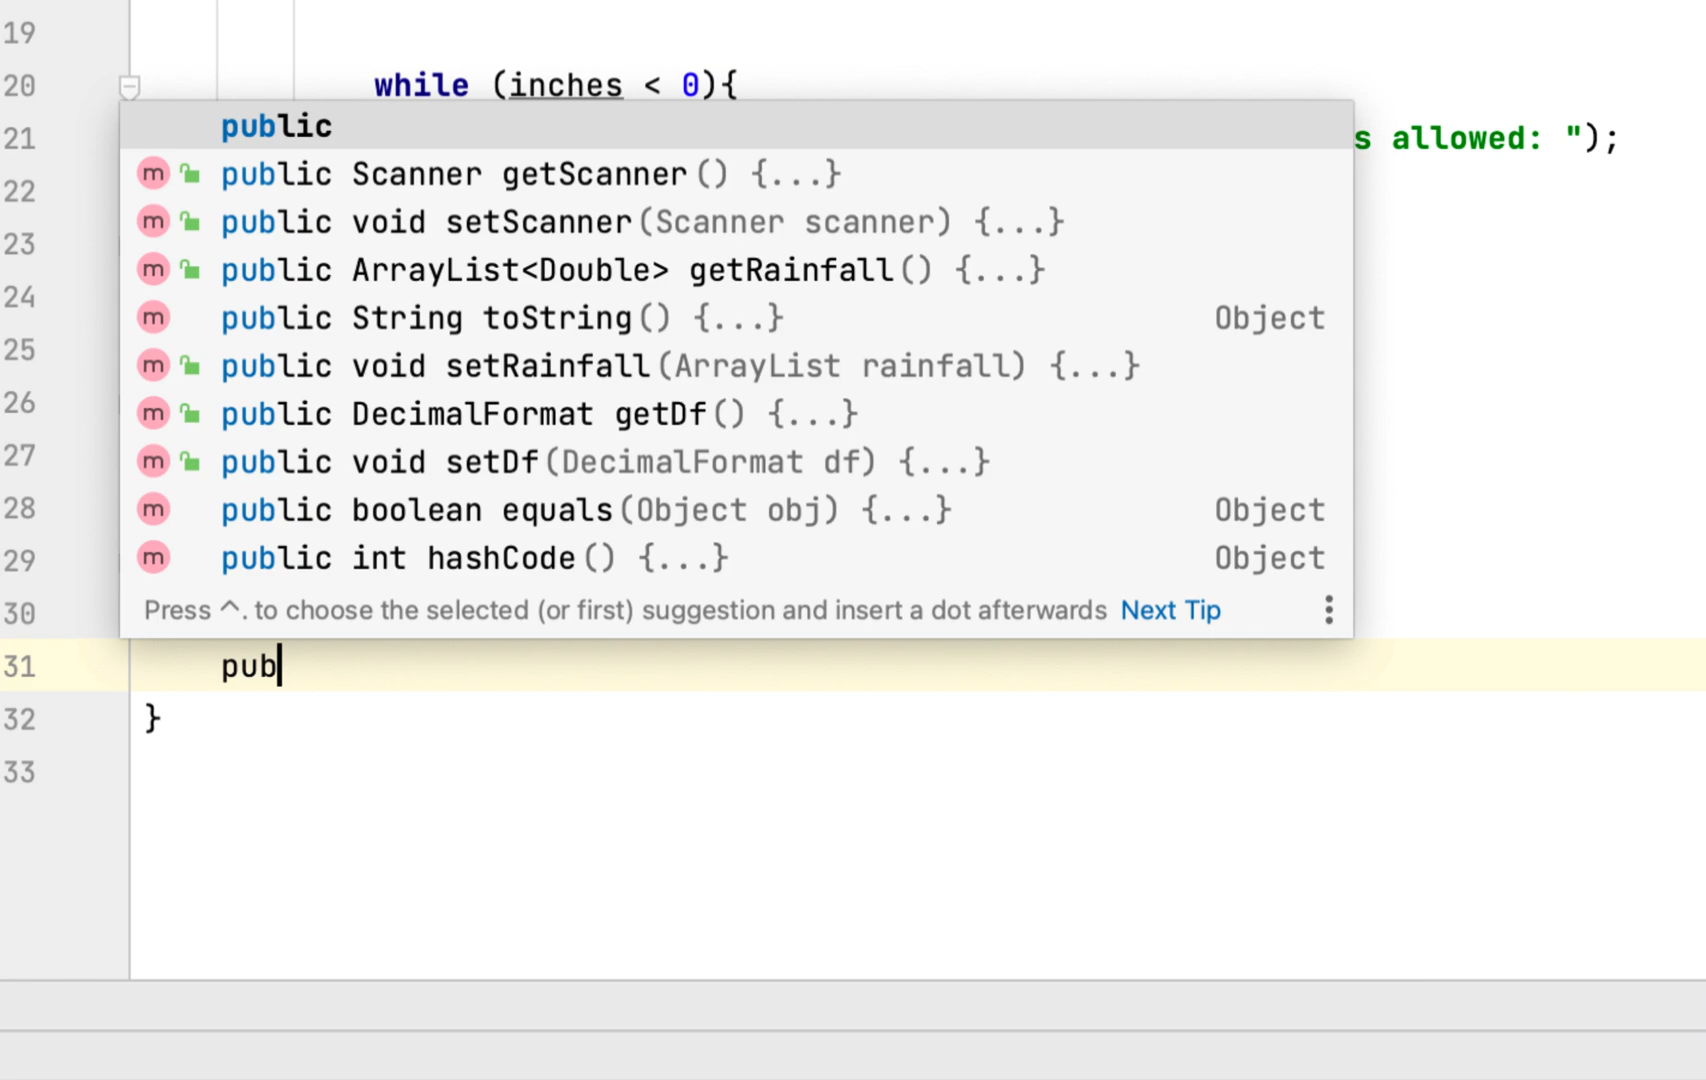 19
20 while (inches < 0){
public
21 s allowed: ");
m public Scanner getScanner() {...}
22
m public void setScanner(Scanner scanner) {...}
23
m public ArrayList<Double> getRainfall() {...}
24
m public String toString() {...} Object
25
m public void setRainfall(ArrayList rainfall) {...}
26
m public DecimalFormat getDf() {...}
27
m public void setDf(DecimalFormat df) {...}
28
m public boolean equals(Object obj) {...} Object
29
m public int hashCode() {...} Object
30
Press ^. to choose the selected (or first) suggestion and insert a dot afterwards Next Tip
31 pub
32 }
33